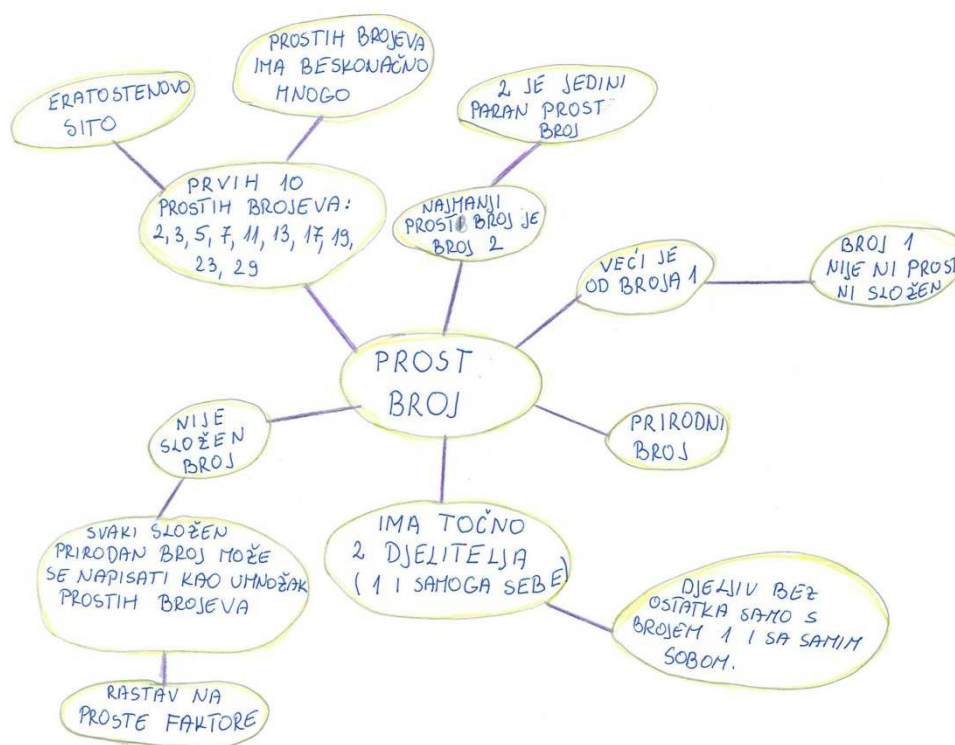 ERATOSTENOVO
SITO
PROSTIH BROJEVA
IMA BESKONAČNO
MNOGO
2 JE JEDINI
PARAN PROST
BROJ
PRVIH 10
PROSTIH BROJEVA:
2, 3, 5, 7, 11, 13, 17, 19,
23, 29
NAJMANJI
PROST BROJ JE
BROJ 2
VEĆI JE
OD BROJA 1
BROJ 1
NIJE NI PROST
NI SLOŽEN
PROST
BROJ
NIJE
SLOŽEN
BROJ
PRIRODNI
BROJ
SVAKI SLOŽEN
PRIRODAN BROJ MOŽE
SE NAPISATI KAO UMNOŽAK
PROSTIH BROJEVA
IMA TOČNO
2 DJELITELJA
(1 I SAMOGA SEBE)
DJELJIV BEZ
OSTATKA SAMO S
BROJEM 1 I SA SAMIM
SOBOM.
RASTAV NA
PROSTE FAKTORE